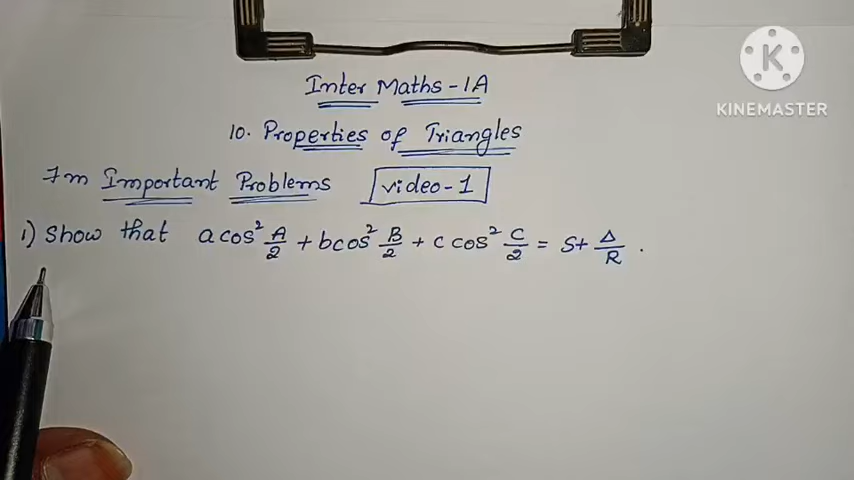 Inter Maths - 1A
10. Properties of Triangles
7m Important Problems video-1
1) Show that a cos² A/2 + b cos² B/2 + c cos² C/2 = s + Δ/R .
K
KINEMASTER